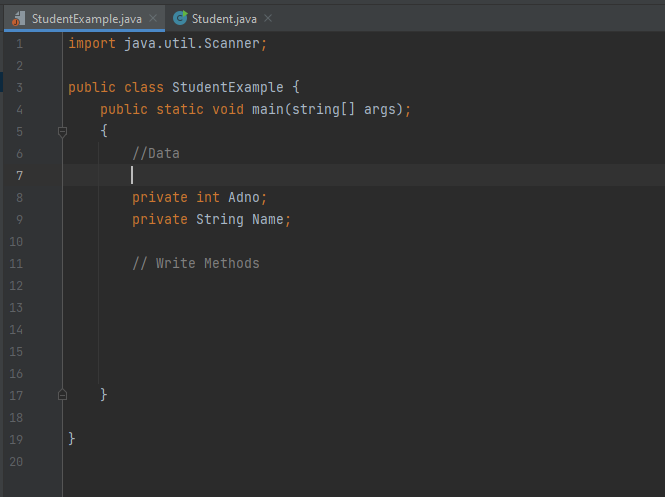 StudentExample.java Student.java
1 import java.util.Scanner;
2
3 public class StudentExample {
4 public static void main(string[] args);
5 {
6 //Data
7
8 private int Adno;
9 private String Name;
10
11 // Write Methods
12
13
14
15
16
17 }
18
19 }
20